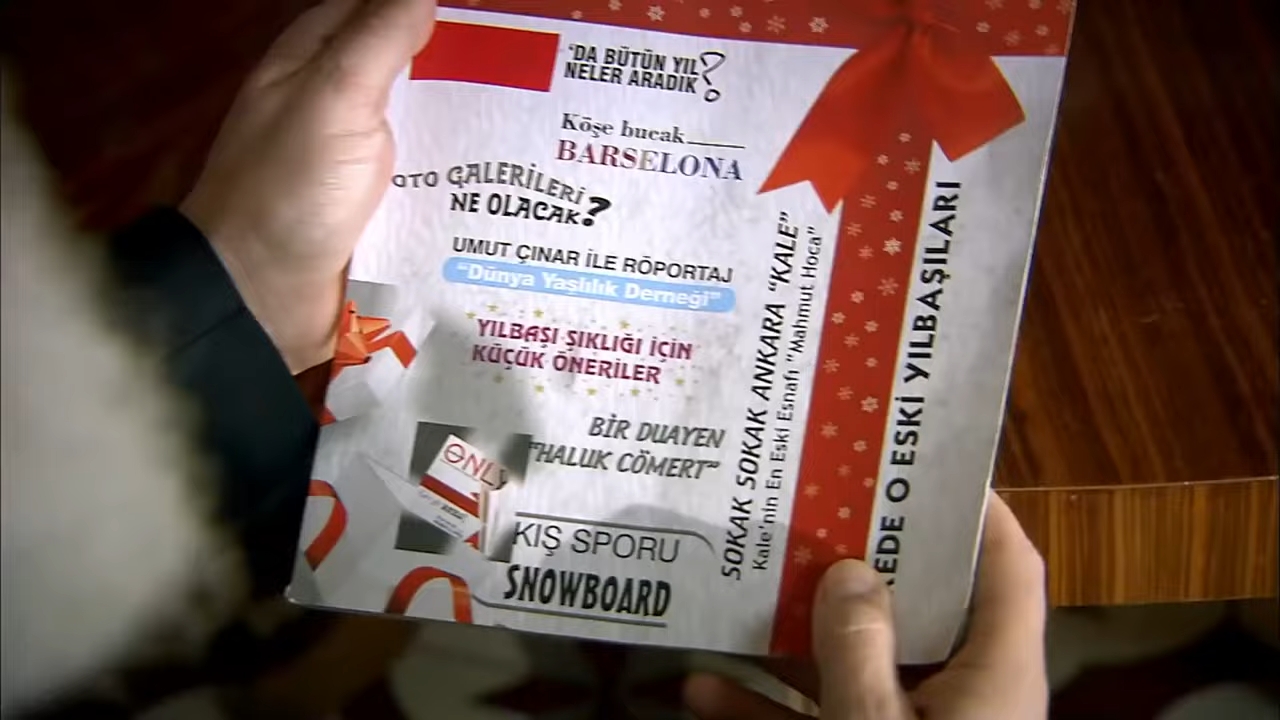 'DA BÜTÜN YIL
NELER ARADIK?
Köşe bucak
BARSELONA
OTO GALERİLERİ
NE OLACAK?
UMUT ÇINAR İLE RÖPORTAJ
"Dünya Yaşlılık Derneği"
YILBAŞI ŞIKLIĞI İÇİN
KÜÇÜK ÖNERİLER
BİR DUAYEN
"HALUK CÖMERT"
ONLY
KIŞ SPORU
SNOWBOARD
SOKAK SOKAK ANKARA "KALE"
Kale'nin En Eski Esnafı "Mahmut Hoca"
EDE O ESKİ YILBAŞILARI